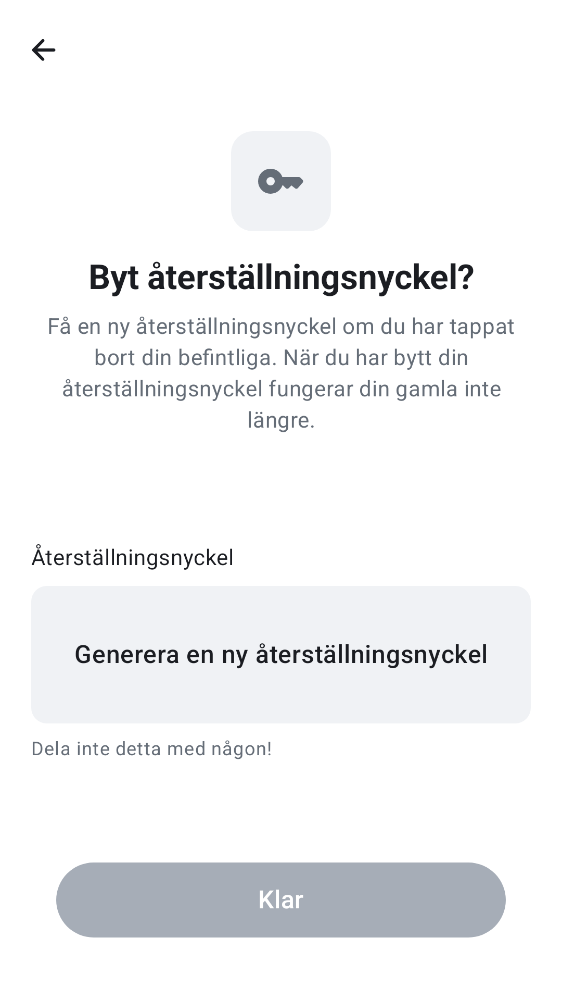 Byt återställningsnyckel?
Få en ny återställningsnyckel om du har tappat
bort din befintliga. När du har bytt din
återställningsnyckel fungerar din gamla inte
längre.
Återställningsnyckel
Generera en ny återställningsnyckel
Dela inte detta med någon!
Klar